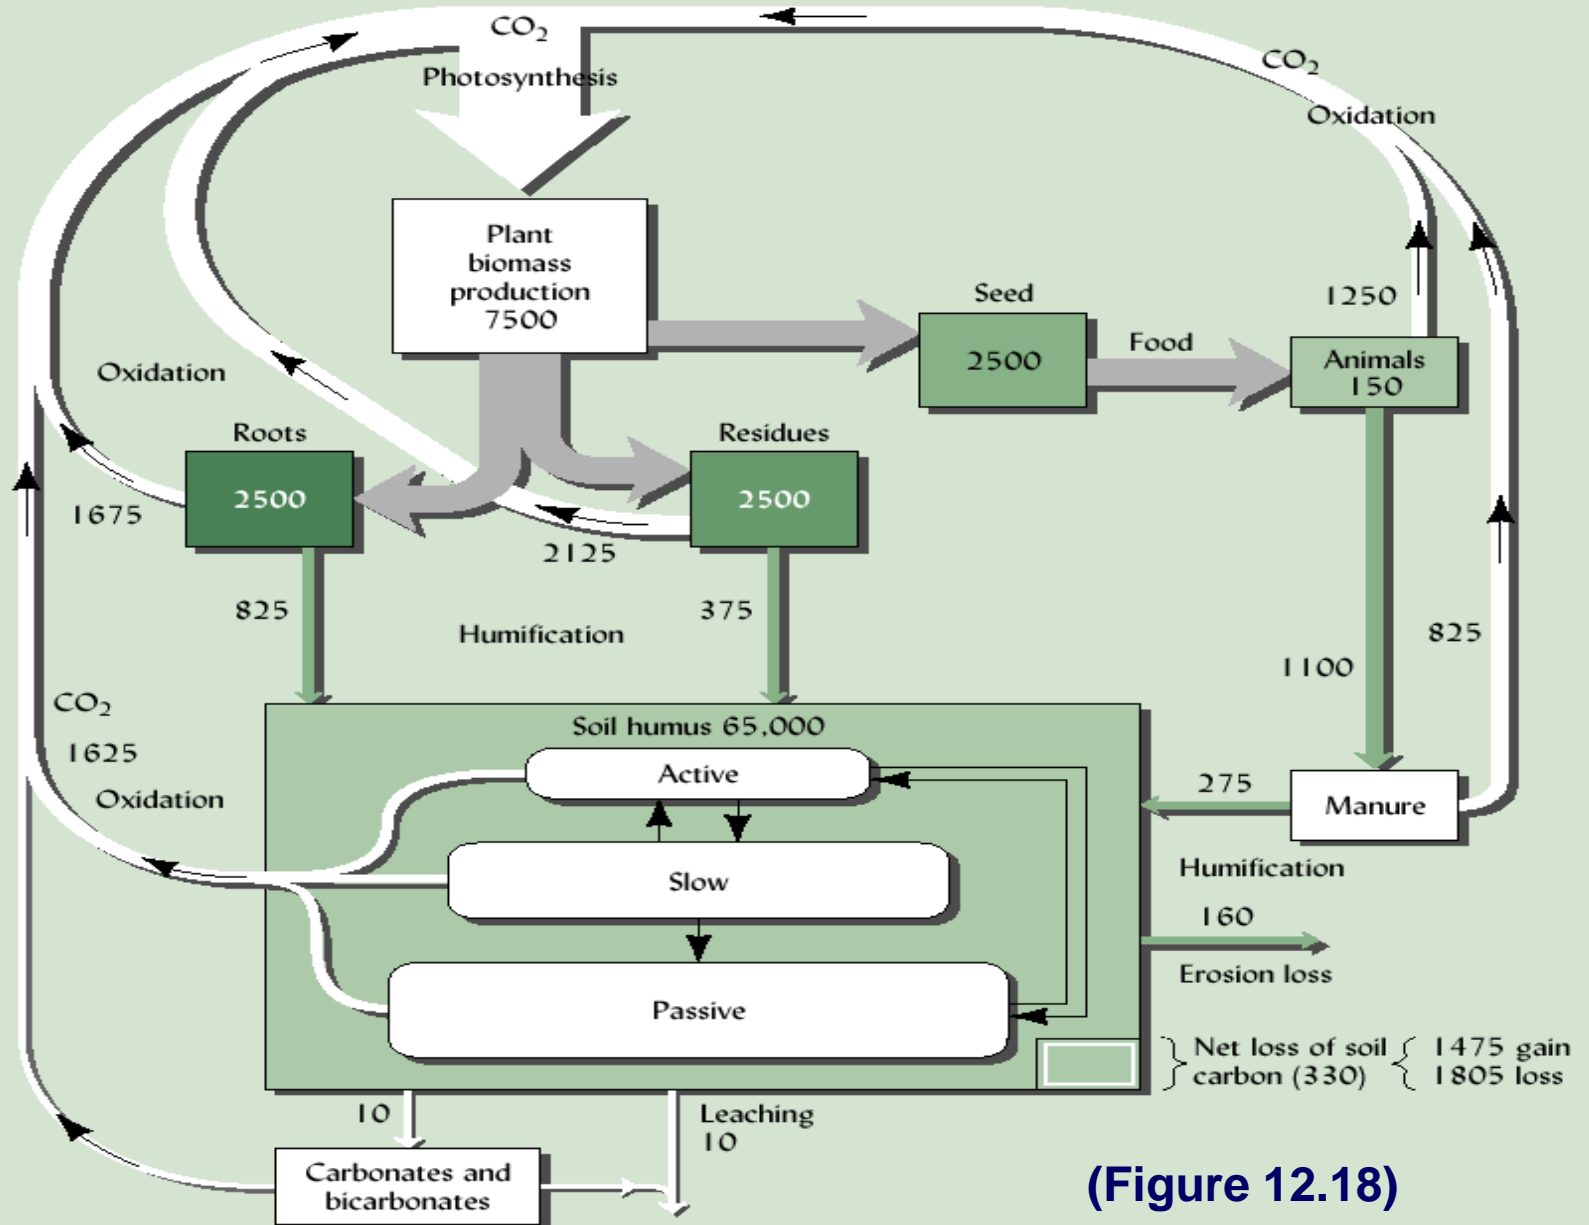 CO₂
Photosynthesis
CO₂
Oxidation
Plant
biomass
production
7500
Seed
2500
Food
1250
Animals
150
Oxidation
Roots
2500
1675
Residues
2500
2125
825
Humification
375
1100
825
CO₂
1625
Oxidation
Soil humus 65,000
Active
Slow
Passive
275
Manure
Humification
160
Erosion loss
Net loss of soil
carbon (330)
1475 gain
1805 loss
10
Leaching
10
Carbonates and
bicarbonates
(Figure 12.18)